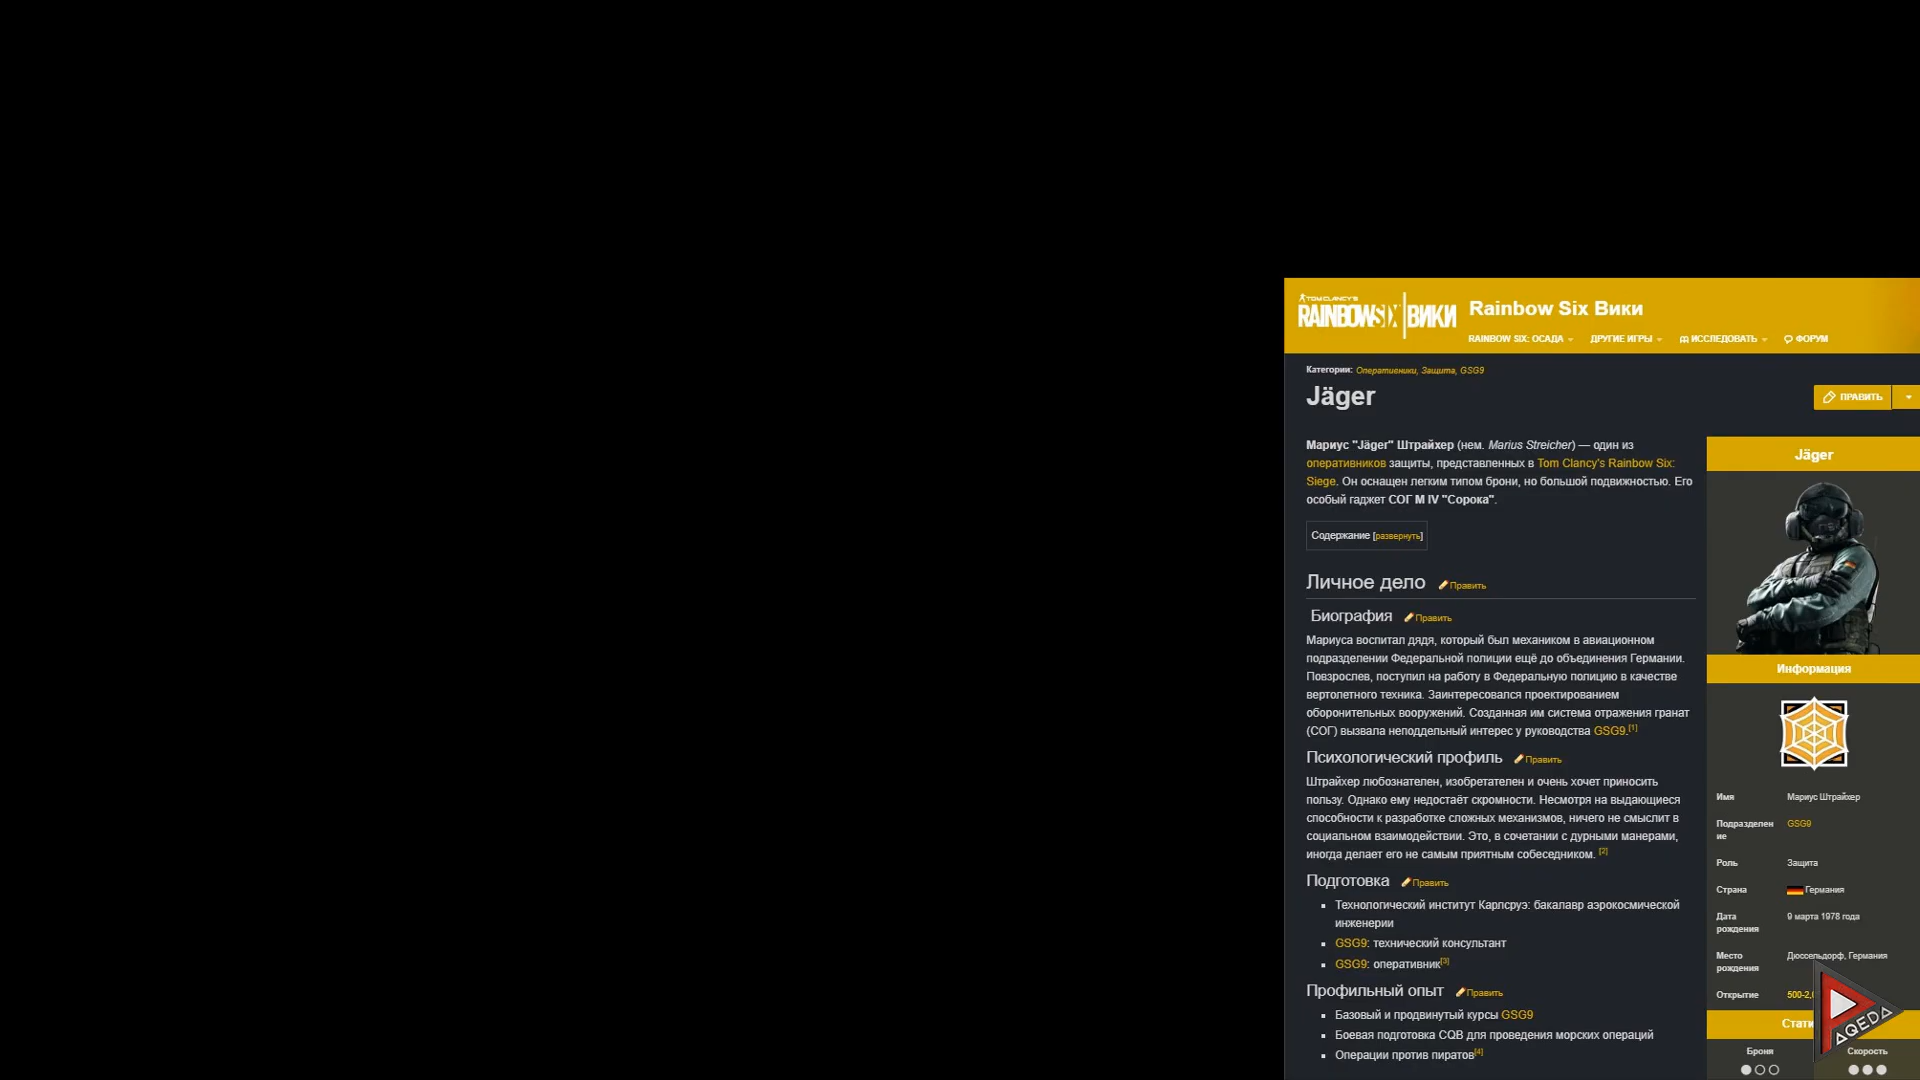 TOM CLANCY'S
RAINBOWSIX ВИКИ
Rainbow Six Вики
RAINBOW SIX: ОСАДА
ДРУГИЕ ИГРЫ
ИССЛЕДОВАТЬ
ФОРУМ
Категории: Оперативники, Защита, GSG9
Jäger
ПРАВИТЬ
Мариус "Jäger" Штрайхер (нем. Marius Streicher) — один из
оперативников защиты, представленных в Tom Clancy's Rainbow Six:
Siege. Он оснащен легким типом брони, но большой подвижностью. Его
особый гаджет СОГ М IV "Сорока".
Содержание [развернуть]
Личное дело Править
Биография Править
Мариуса воспитал дядя, который был механиком в авиационном
подразделении Федеральной полиции ещё до объединения Германии.
Повзрослев, поступил на работу в Федеральную полицию в качестве
вертолетного техника. Заинтересовался проектированием
оборонительных вооружений. Созданная им система отражения гранат
(СОГ) вызвала неподдельный интерес у руководства GSG9.[1]
Психологический профиль Править
Штрайхер любознателен, изобретателен и очень хочет приносить
пользу. Однако ему недостаёт скромности. Несмотря на выдающиеся
способности к разработке сложных механизмов, ничего не смыслит в
социальном взаимодействии. Это, в сочетании с дурными манерами,
иногда делает его не самым приятным собеседником. [2]
Подготовка Править
Технологический институт Карлсруэ: бакалавр аэрокосмической
инженерии
GSG9: технический консультант
GSG9: оперативник[3]
Профильный опыт Править
Базовый и продвинутый курсы GSG9
Боевая подготовка CQB для проведения морских операций
Операции против пиратов[4]
Jäger
Информация
Имя Мариус Штрайхер
Подразделен
ие GSG9
Роль Защита
Страна Германия
Дата
рождения 9 марта 1978 года
Место
рождения Дюссельдорф, Германия
Открытие 500-2,
Стати
Броня Скорость
PAGEDA